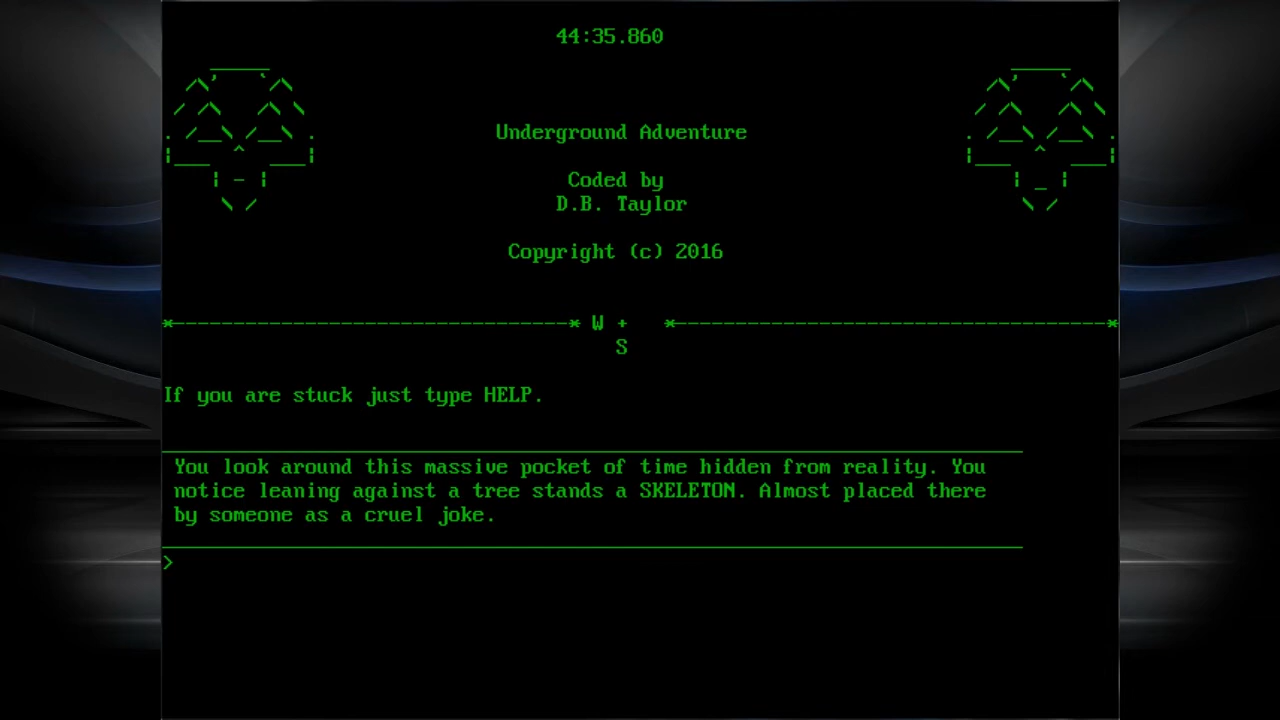 44:35.860
Underground Adventure
Coded by
D.B. Taylor
Copyright (c) 2016
*----------------------------------* W +   *-------------------------------------*
S
If you are stuck just type HELP.
You look around this massive pocket of time hidden from reality. You
notice leaning against a tree stands a SKELETON. Almost placed there
by someone as a cruel joke.
>